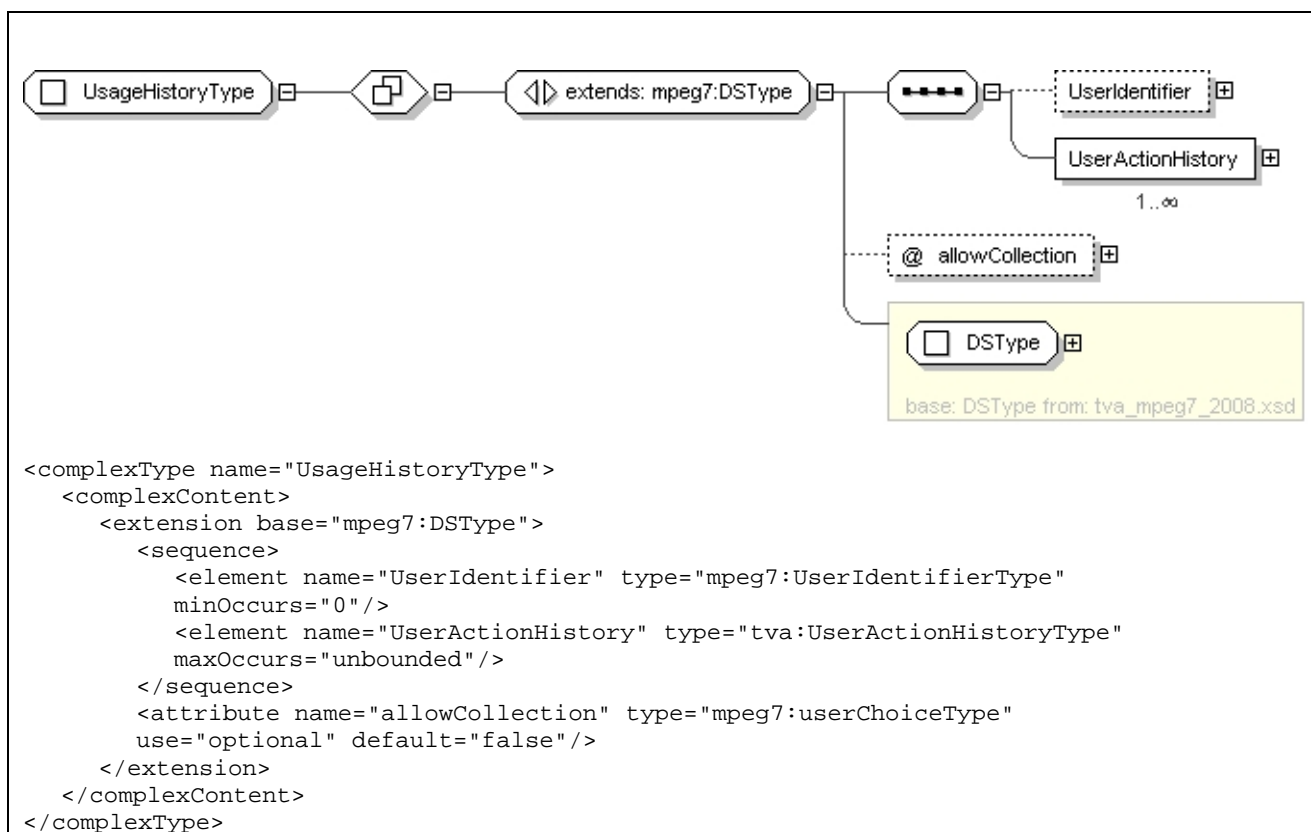 UsageHistoryType extends: mpeg7:DSType UserIdentifier
UserActionHistory
1..∞
@ allowCollection
DSType
base: DSType from: tva_mpeg7_2008.xsd
<complexType name="UsageHistoryType">
<complexContent>
<extension base="mpeg7:DSType">
<sequence>
<element name="UserIdentifier" type="mpeg7:UserIdentifierType"
minOccurs="0"/>
<element name="UserActionHistory" type="tva:UserActionHistoryType"
maxOccurs="unbounded"/>
</sequence>
<attribute name="allowCollection" type="mpeg7:userChoiceType"
use="optional" default="false"/>
</extension>
</complexContent>
</complexType>